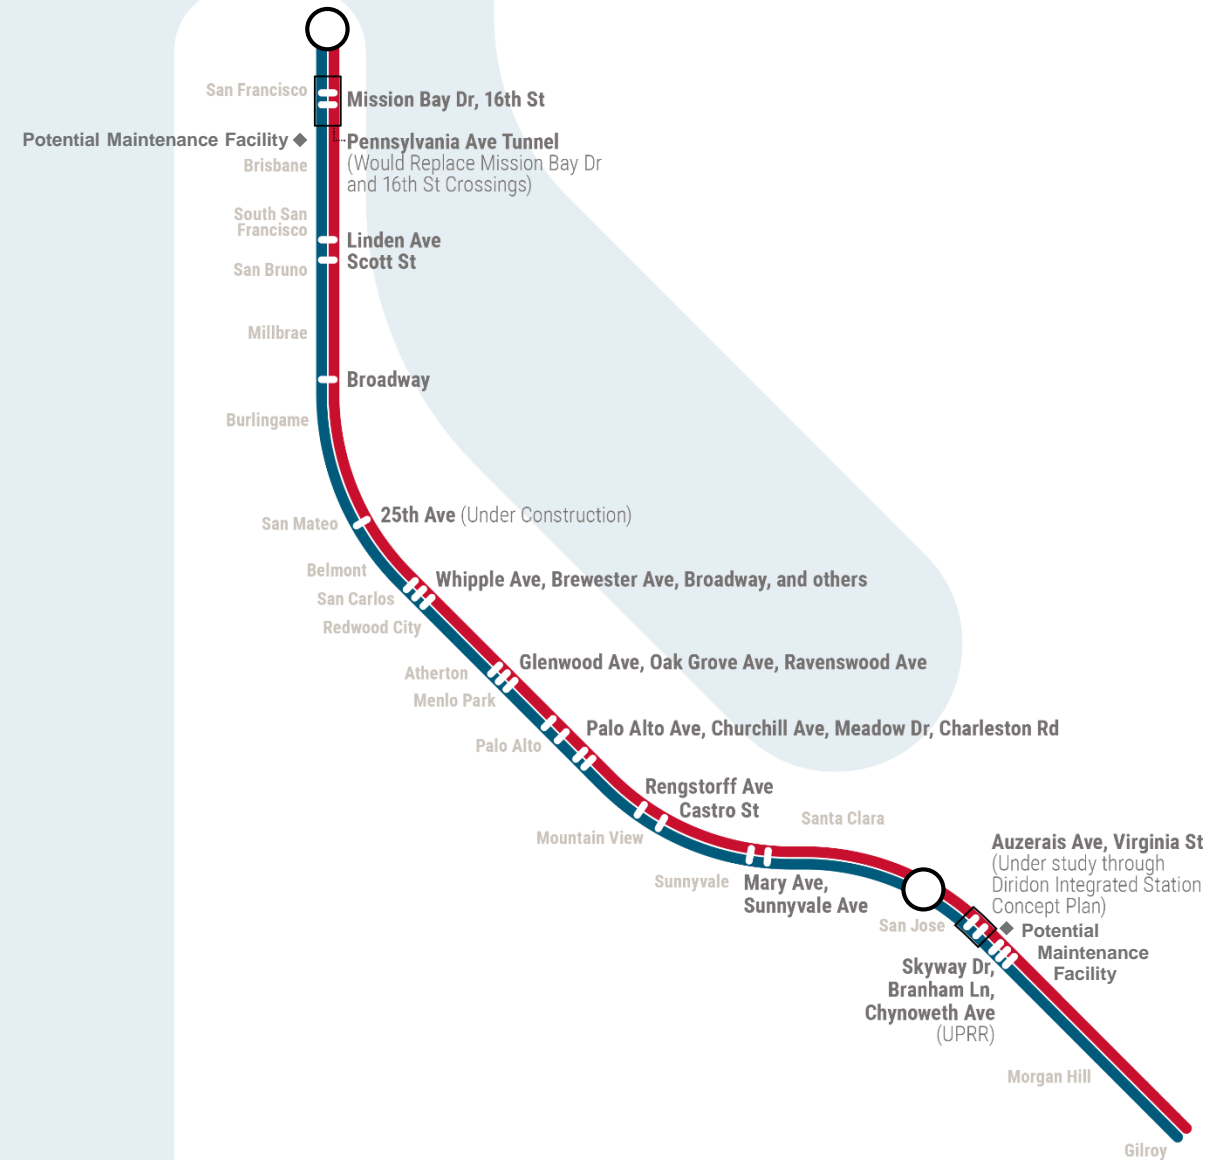 San Francisco
Mission Bay Dr, 16th St
Potential Maintenance Facility
Pennsylvania Ave Tunnel
(Would Replace Mission Bay Dr
and 16th St Crossings)
Brisbane
South San
Francisco
Linden Ave
Scott St
San Bruno
Millbrae
Broadway
Burlingame
25th Ave (Under Construction)
San Mateo
Belmont
Whipple Ave, Brewester Ave, Broadway, and others
San Carlos
Redwood City
Glenwood Ave, Oak Grove Ave, Ravenswood Ave
Atherton
Menlo Park
Palo Alto Ave, Churchill Ave, Meadow Dr, Charleston Rd
Palo Alto
Rengstorff Ave
Castro St
Mountain View
Santa Clara
Sunnyvale
Mary Ave,
Sunnyvale Ave
Auzerais Ave, Virginia St
(Under study through
Diridon Integrated Station
Concept Plan)
San Jose
Potential
Maintenance
Facility
Skyway Dr,
Branham Ln,
Chynoweth Ave
(UPRR)
Morgan Hill
Gilroy